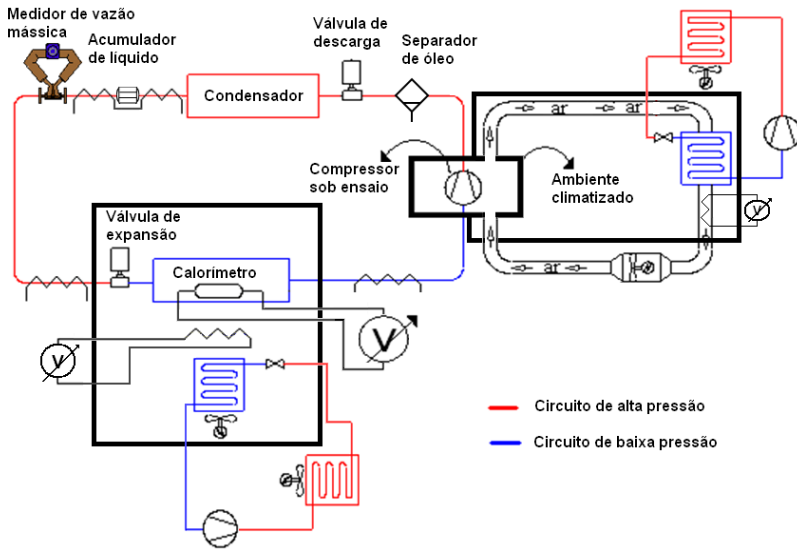 Medidor de vazão
mássica
Acumulador
de líquido
Condensador
Válvula de
descarga
Separador
de óleo
ar
ar
Compressor
sob ensaio
Ambiente
climatizado
V
ar
Válvula de
expansão
Calorímetro
V
V
Circuito de alta pressão
Circuito de baixa pressão